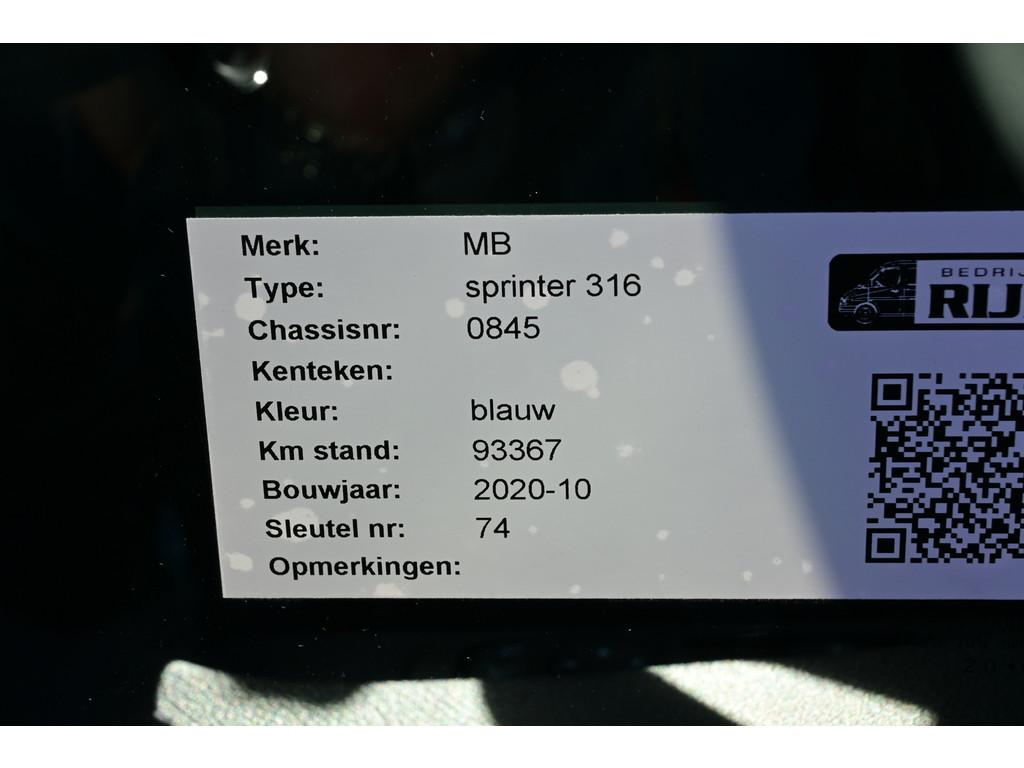 Merk: MB
Type: sprinter 316
Chassisnr: 0845
Kenteken:
Kleur: blauw
Km stand: 93367
Bouwjaar: 2020-10
Sleutel nr: 74
Opmerkingen:
BEDRIJ
RIJ